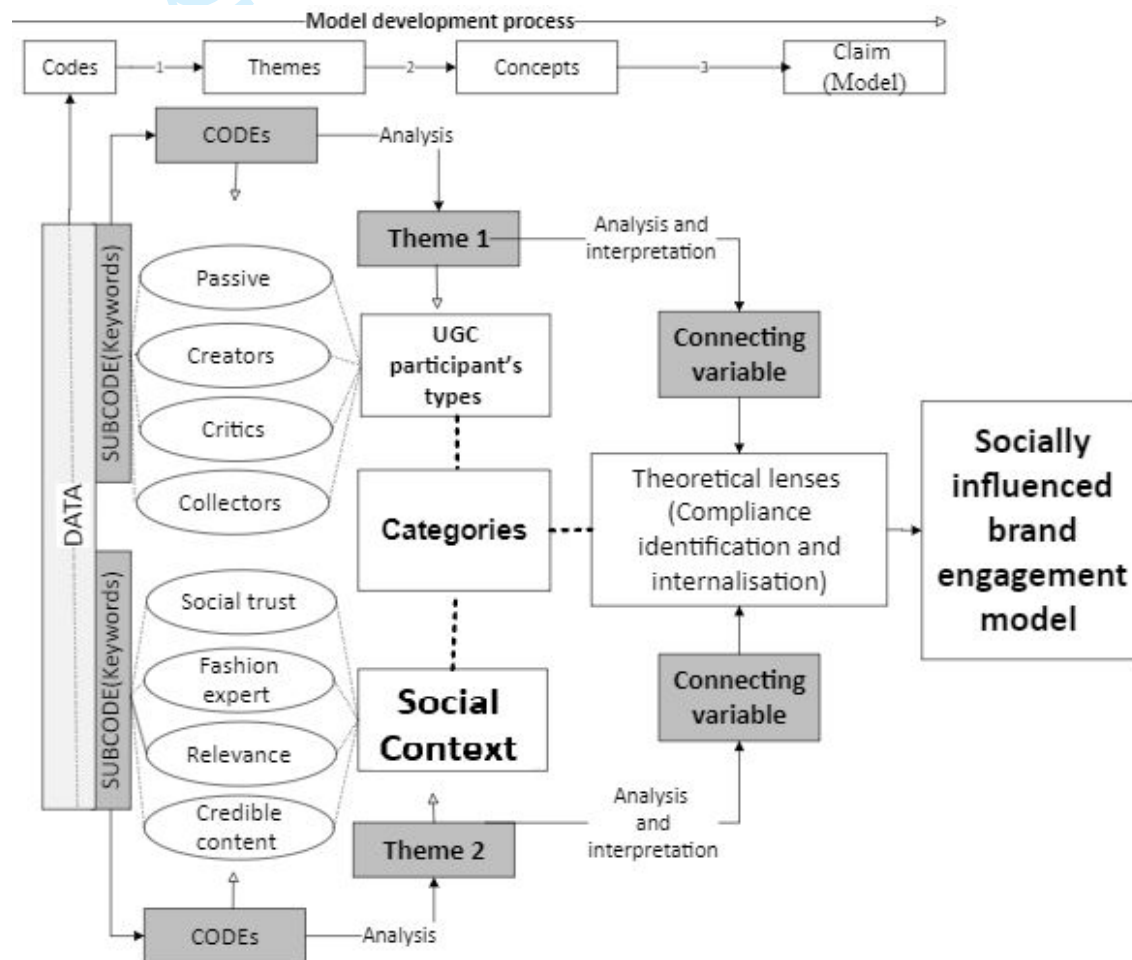 Model development process
Codes
1
Themes
2
Concepts
3
Claim
(Model)
CODEs
Analysis
Theme 1
Analysis and
interpretation
DATA
SUBCODE(Keywords)
Passive
Creators
Critics
Collectors
UGC
participant's
types
Connecting
variable
Categories
Theoretical lenses
(Compliance
identification and
internalisation)
Socially
influenced
brand
engagement
model
SUBCODE(Keywords)
Social trust
Fashion
expert
Relevance
Credible
content
Social
Context
Connecting
variable
Theme 2
Analysis
and
interpretation
CODEs
Analysis